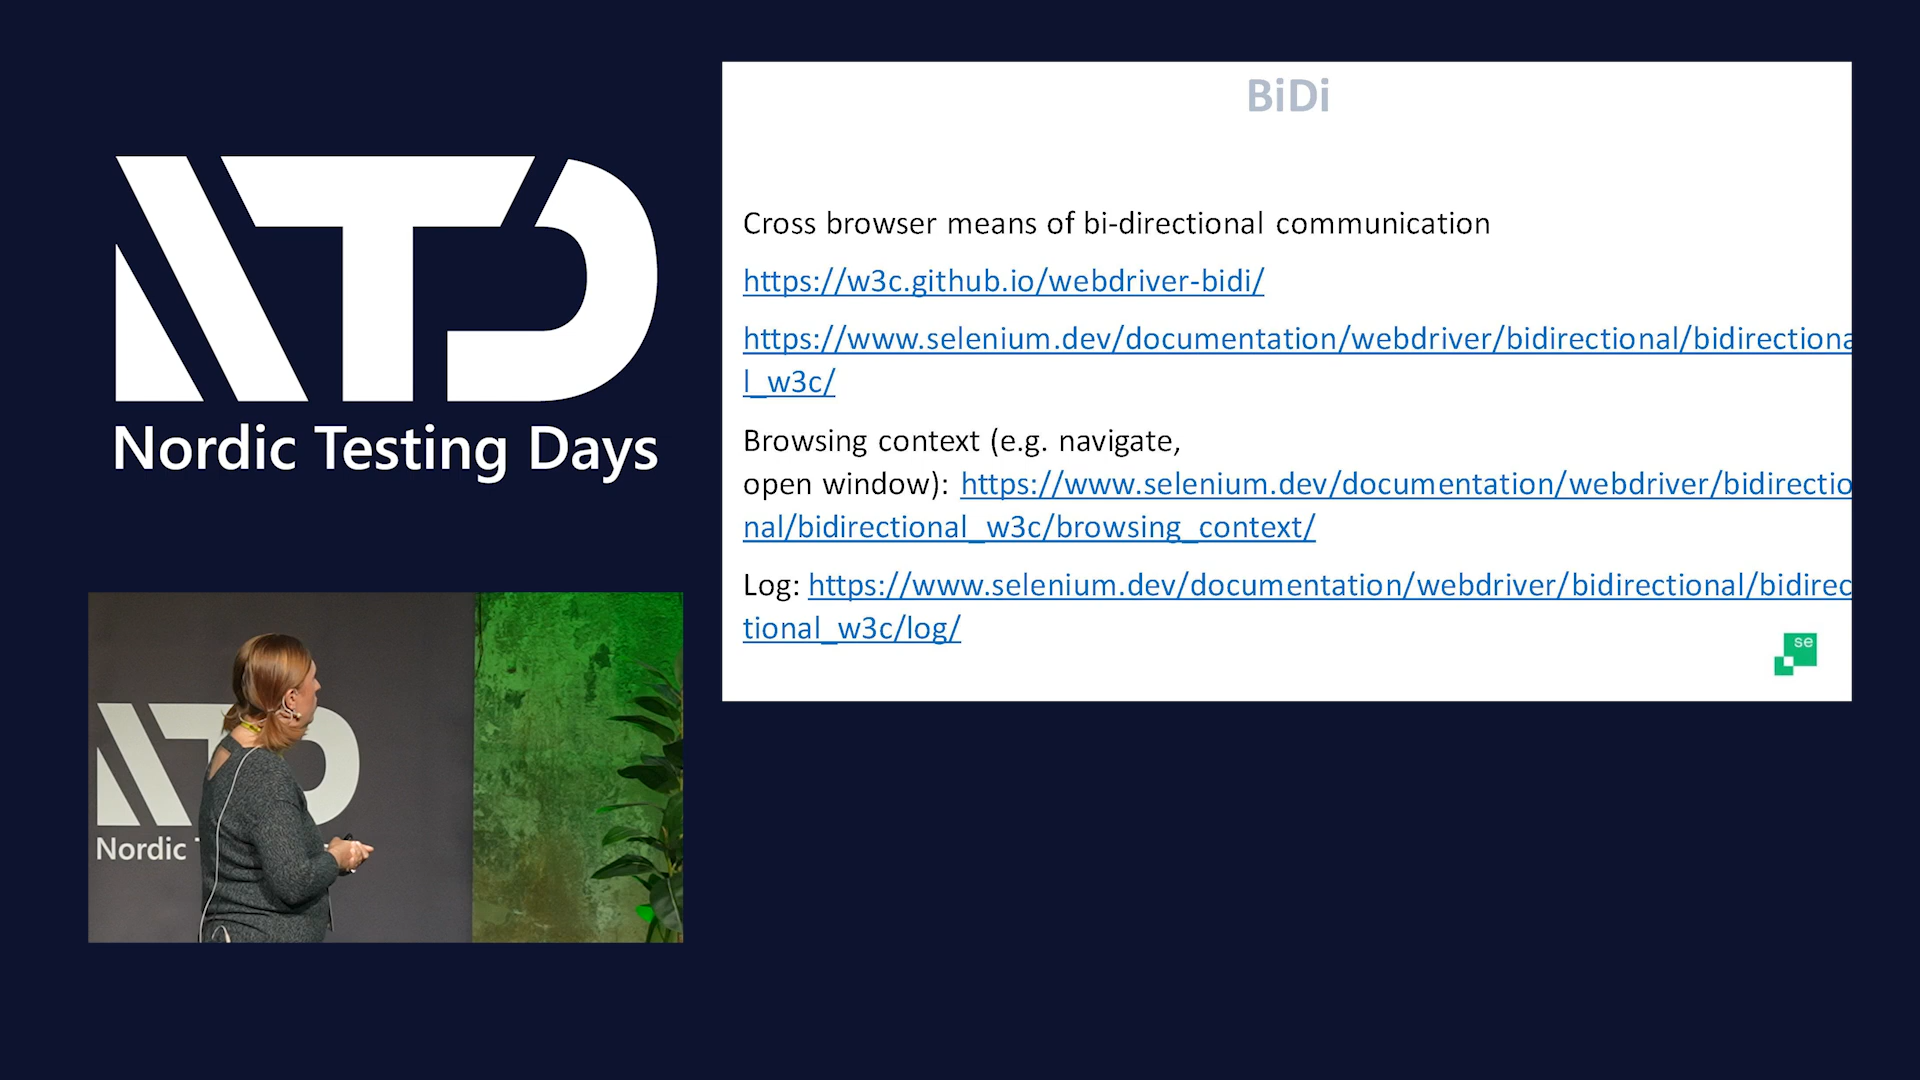 NTD
Nordic Testing Days
BiDi
Cross browser means of bi-directional communication
https://w3c.github.io/webdriver-bidi/
https://www.selenium.dev/documentation/webdriver/bidirectional/bidirectiona
l_w3c/
Browsing context (e.g. navigate,
open window): https://www.selenium.dev/documentation/webdriver/bidirectio
nal/bidirectional_w3c/browsing_context/
Log: https://www.selenium.dev/documentation/webdriver/bidirectional/bidirec
tional_w3c/log/
se
NTD
Nordic T